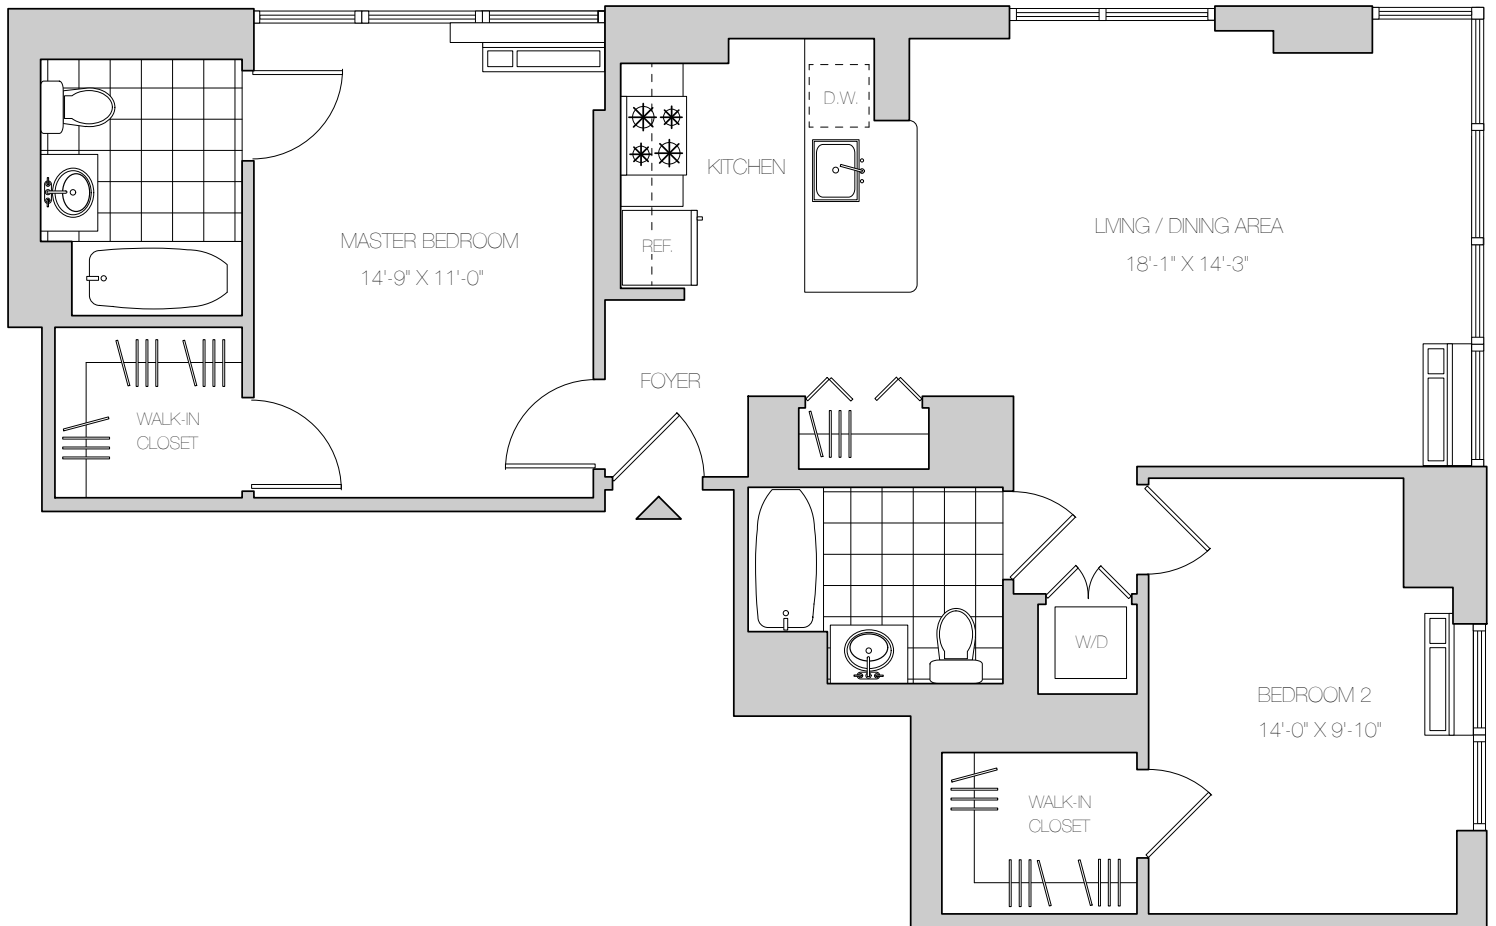 D.W.
KITCHEN
MASTER BEDROOM
14'-9" X 11'-0"
REF.
LIVING / DINING AREA
18'-1" X 14'-3"
FOYER
WALK-IN
CLOSET
W/D
BEDROOM 2
14'-0" X 9'-10"
WALK-IN
CLOSET